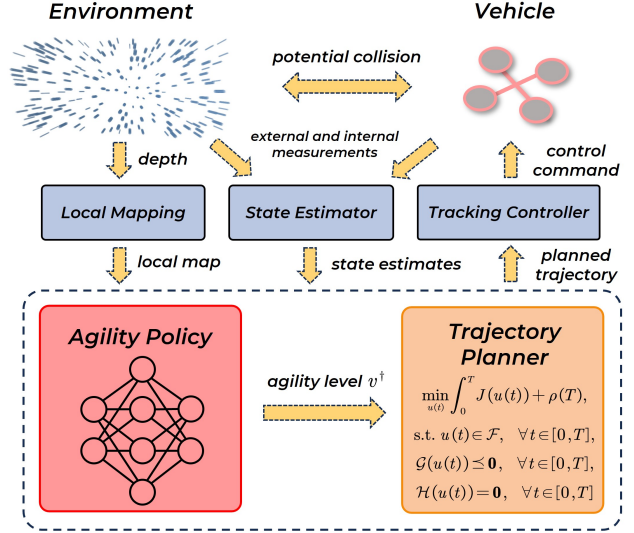 Environment
Vehicle
potential collision
external and internal
measurements
depth
control
command
Local Mapping
State Estimator
Tracking Controller
local map
state estimates
planned
trajectory
Agility Policy
agility level v†
Trajectory
Planner
min u(t) ∫₀ᵀ J(u(t)) + ρ(T),
s.t. u(t) ∈ ℱ, ∀t ∈ [0, T],
𝒢(u(t)) ⪯ 0, ∀t ∈ [0, T],
ℋ(u(t)) = 0, ∀t ∈ [0, T]